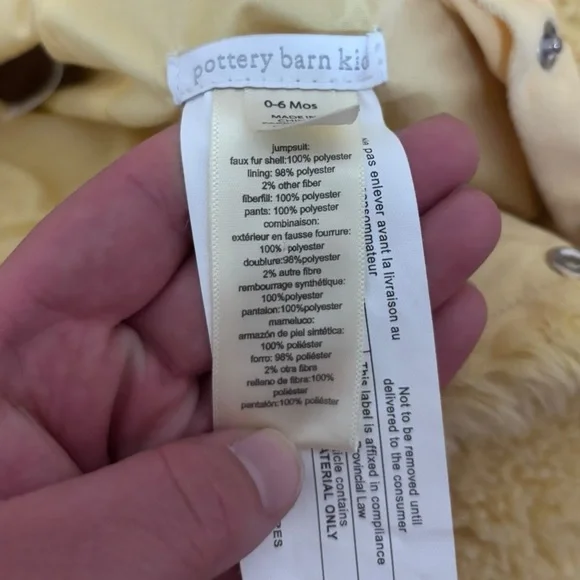 pottery barn kid
0-6 Mos
MADE IN
jumpsuit:
faux fur shell:100% polyester
lining: 98% polyester
2% other fiber
fiberfill: 100% polyester
pants: 100% polyester
combinaison:
extérieur en fausse fourrure:
100% polyester
doublure:98%polyester
2% autre fibre
rembourrage synthétique:
100%polyester
pantalon:100%polyester
mameluco:
armazón de piel sintética:
100% poliéster
forro: 98% poliéster
2% otra fibra
relleno de fibra:100%
poliéster
pantalón:100% poliéster
pas enlever avant la livraison au
consommateur
Not to be removed until
delivered to the consumer
This label is affixed in compliance
Provincial Law
icle contains
ATERIAL ONLY